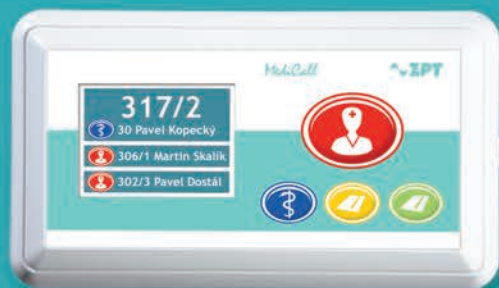 MediCall
ZPT
317/2
30 Pavel Kopecký
306/1 Martin Skalík
302/3 Pavel Dostál